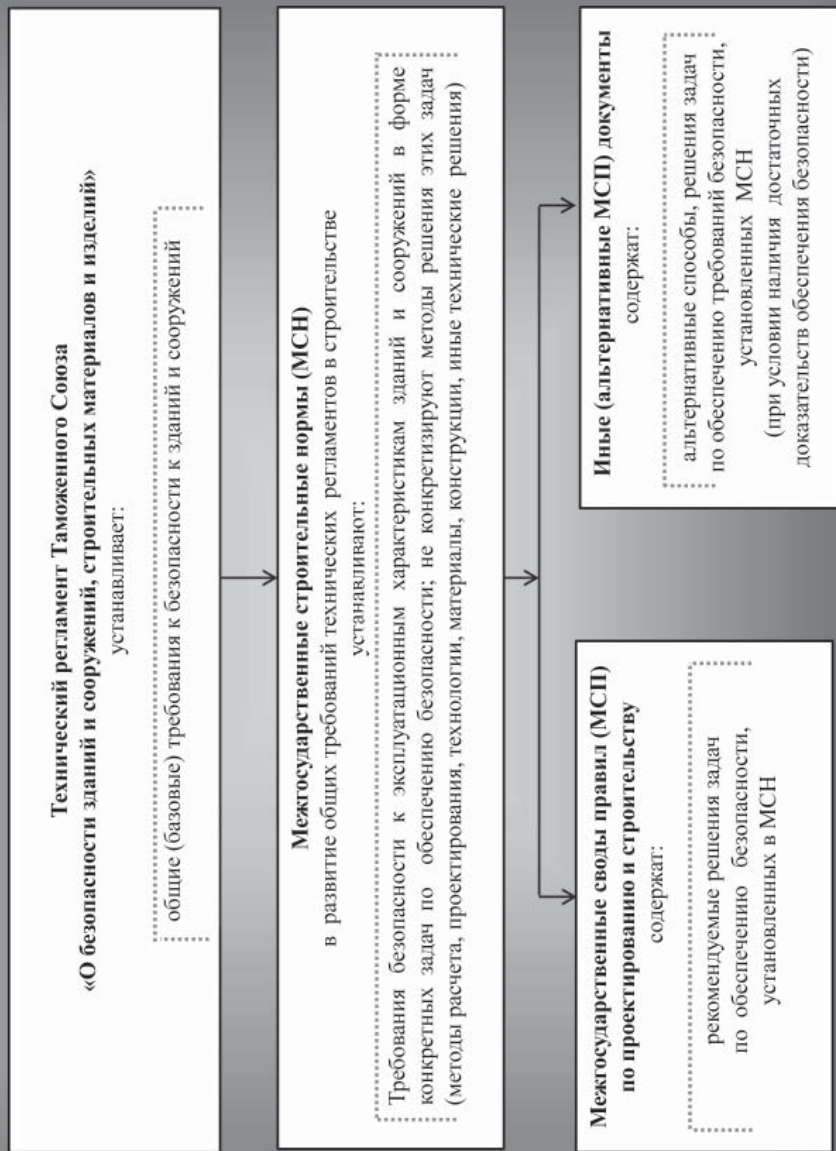 Технический регламент Таможенного Союза
«О безопасности зданий и сооружений, строительных материалов и изделий»
устанавливает:
общие (базовые) требования к безопасности к зданий и сооружений
Межгосударственные строительные нормы (МСН)
в развитие общих требований технических регламентов в строительстве
устанавливают:
Требования безопасности к эксплуатационным характеристикам зданий и сооружений в форме
конкретных задач по обеспечению безопасности; не конкретизируют методы решения этих задач
(методы расчета, проектирования, технологии, материалы, конструкции, иные технические решения)
Межгосударственные своды правил (МСП)
по проектированию и строительству
содержат:
рекомендуемые решения задач
по обеспечению безопасности,
установленных в МСН
Иные (альтернативные МСП) документы
содержат:
альтернативные способы, решения задач
по обеспечению требований безопасности,
установленных МСН
(при условии наличия достаточных
доказательств обеспечения безопасности)